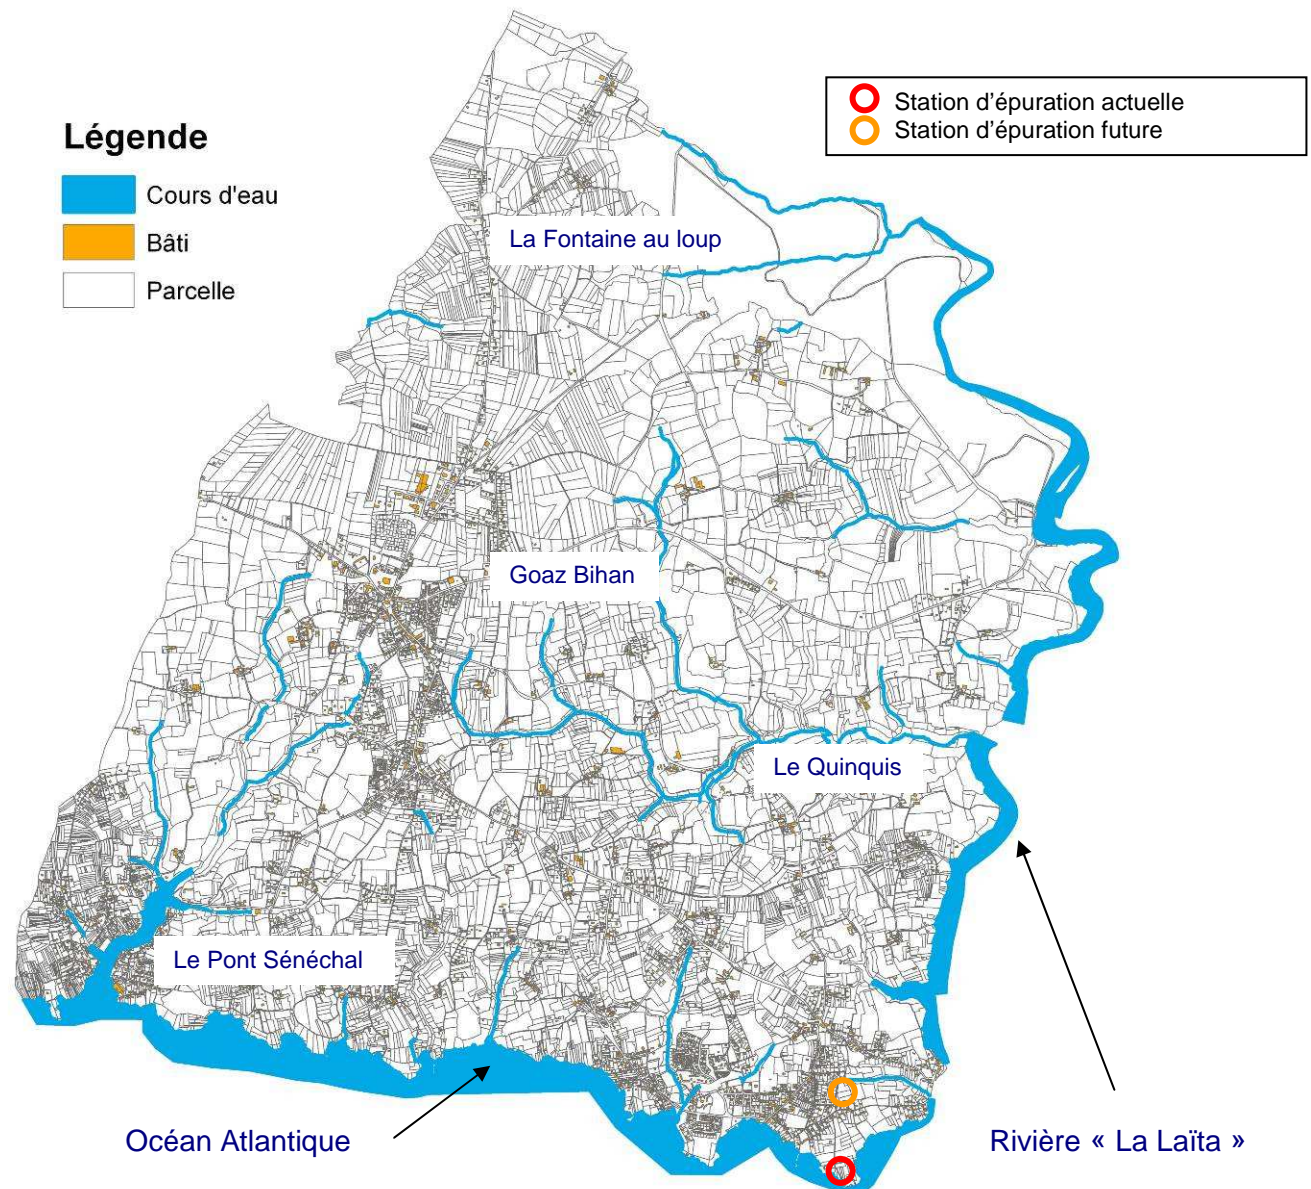 Station d'épuration actuelle
Station d'épuration future
Légende
Cours d'eau
Bâti
Parcelle
La Fontaine au loup
Goaz Bihan
Le Quinquis
Le Pont Sénéchal
Océan Atlantique
Rivière « La Laïta »